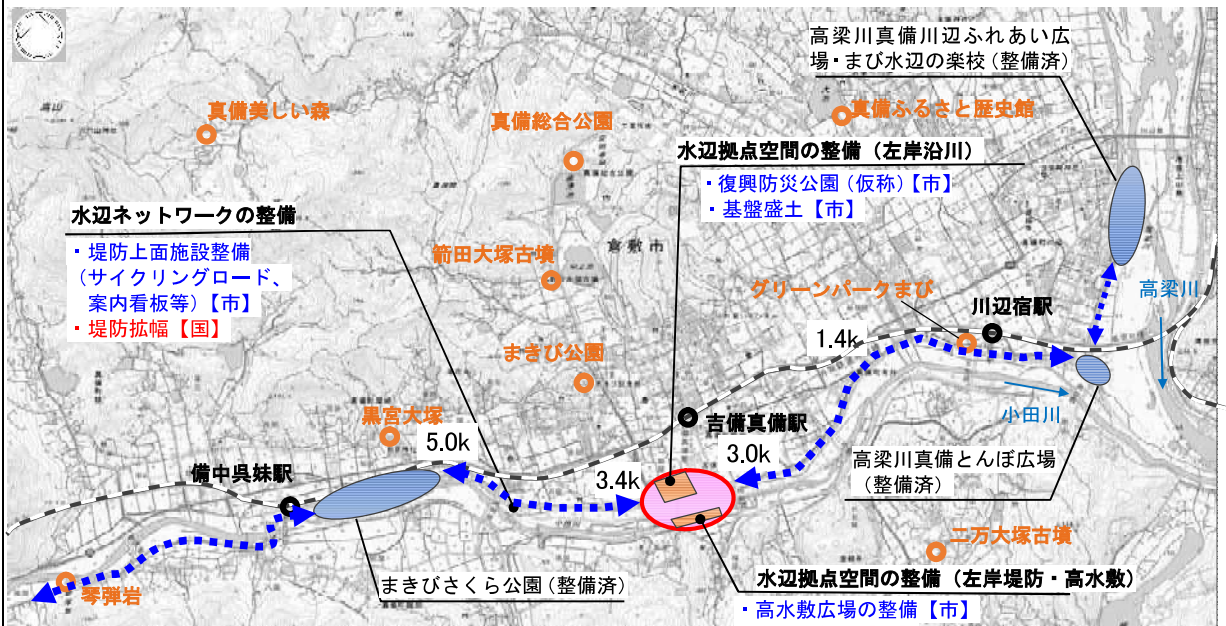 高梁川真備川辺ふれあい広
場・まび水辺の楽校（整備済）
真備美しい森
真備総合公園
真備ふるさと歴史館
水辺拠点空間の整備（左岸沿川）
・復興防災公園（仮称）【市】
・基盤盛土【市】
水辺ネットワークの整備
・堤防上面施設整備
（サイクリングロード、
案内看板等）【市】
・堤防拡幅【国】
倉敷市
箭田大塚古墳
グリーンパークまび
川辺宿駅
高梁川
1.4k
まきび公園
小田川
黒宮大塚
吉備真備駅
5.0k
3.0k
備中呉妹駅
3.4k
高梁川真備とんぼ広場
（整備済）
二万大塚古墳
琴弾岩
まきびさくら公園（整備済）
水辺拠点空間の整備（左岸堤防・高水敷）
・高水敷広場の整備【市】